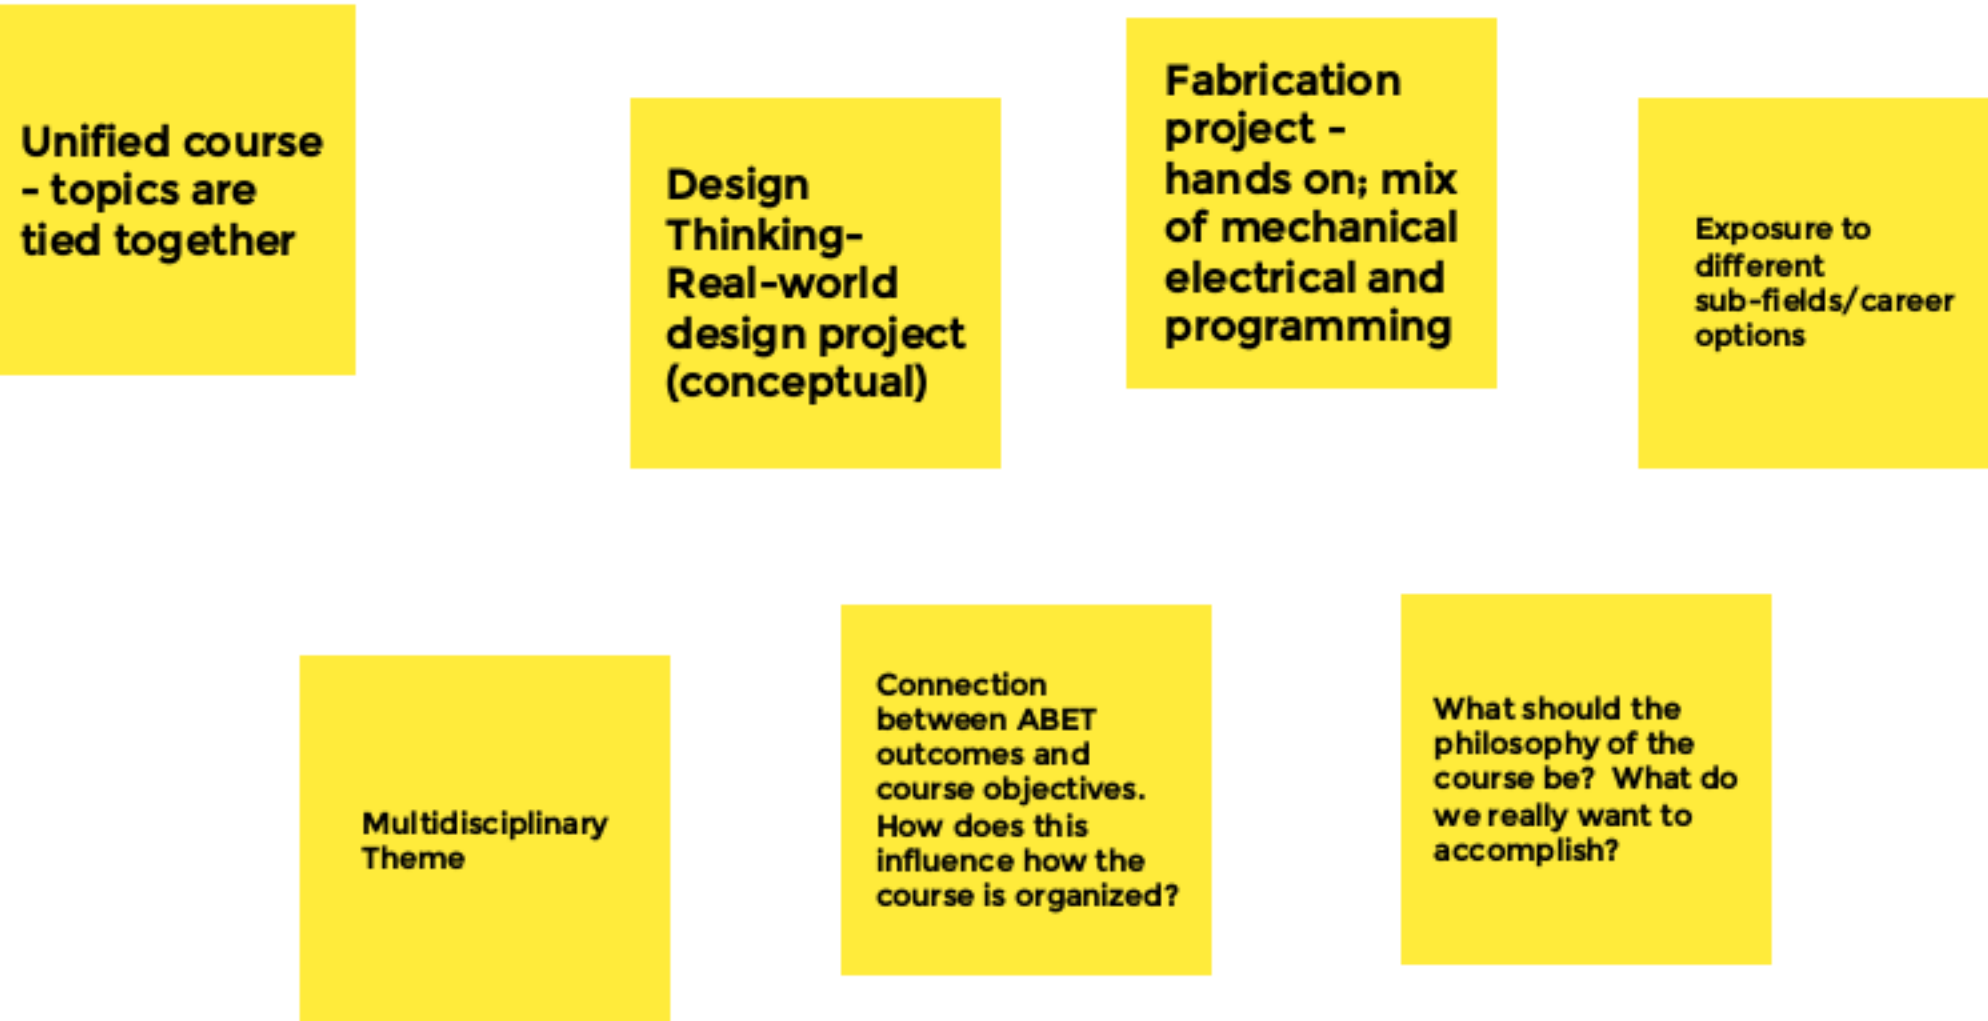 Unified course
- topics are
tied together
Design
Thinking-
Real-world
design project
(conceptual)
Fabrication
project -
hands on; mix
of mechanical
electrical and
programming
Exposure to
different
sub-fields/career
options
Multidisciplinary
Theme
Connection
between ABET
outcomes and
course objectives.
How does this
influence how the
course is organized?
What should the
philosophy of the
course be?  What do
we really want to
accomplish?